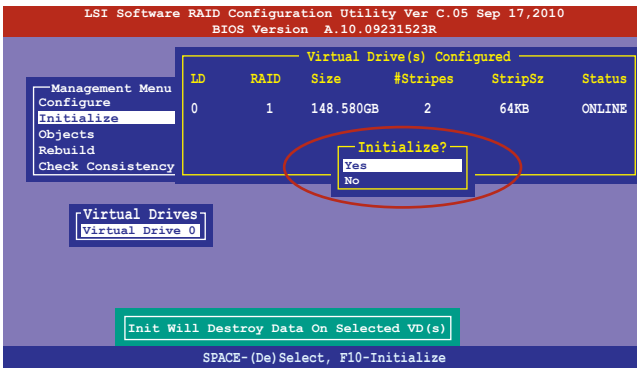 LSI Software RAID Configuration Utility Ver C.05 Sep 17,2010
BIOS Version A.10.09231523R
Virtual Drive(s) Configured
LD RAID Size #Stripes StripSz Status
0 1 148.580GB 2 64KB ONLINE
Management Menu
Configure
Initialize
Objects
Rebuild
Check Consistency
Initialize?
Yes
No
Virtual Drives
Virtual Drive 0
Init Will Destroy Data On Selected VD(s)
SPACE-(De)Select, F10-Initialize